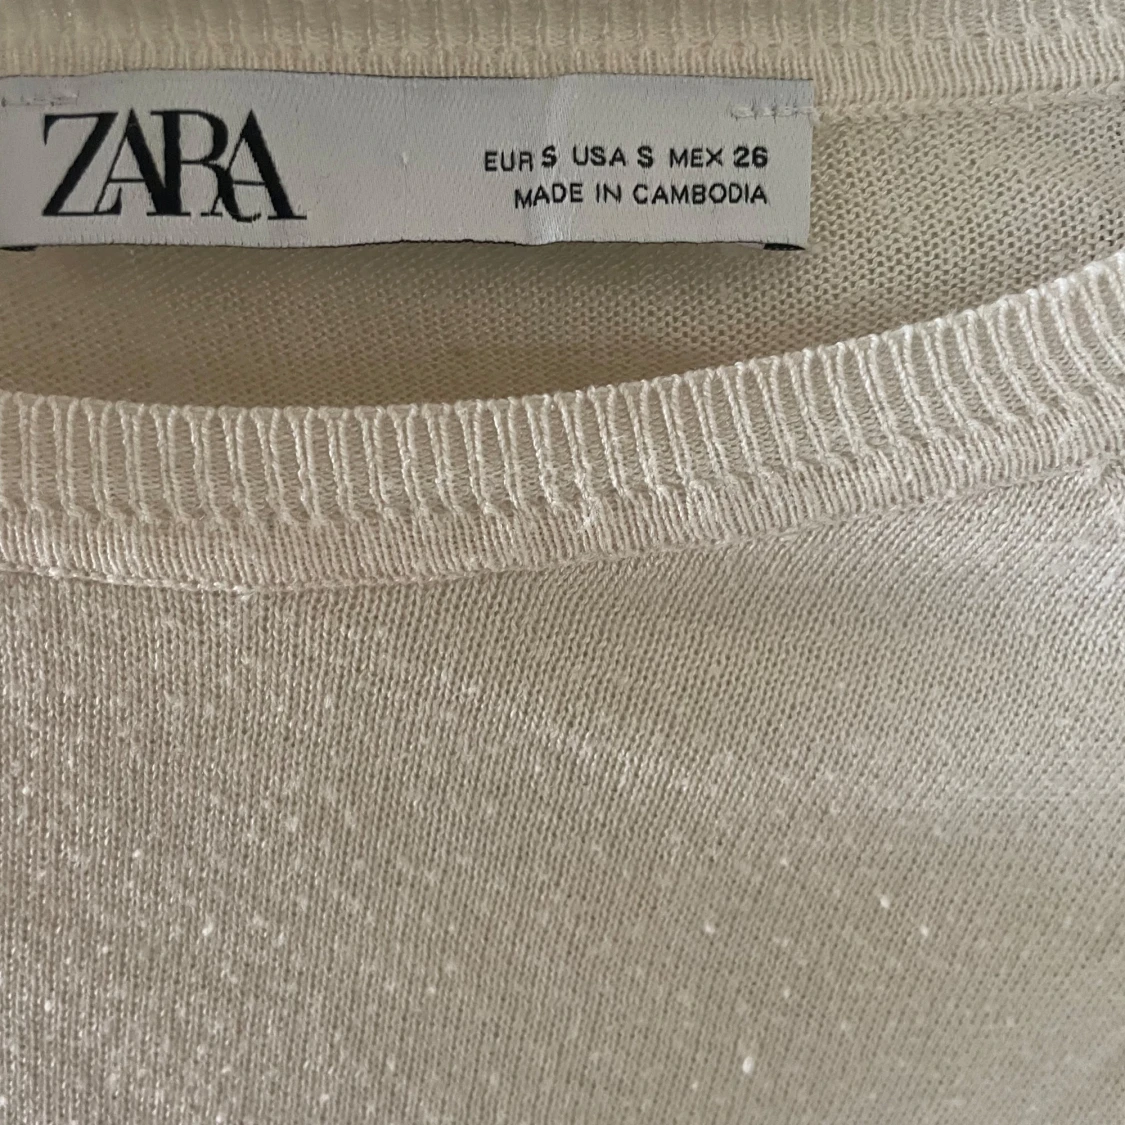 ZARA
EUR S USA S MEX 26
MADE IN CAMBODIA